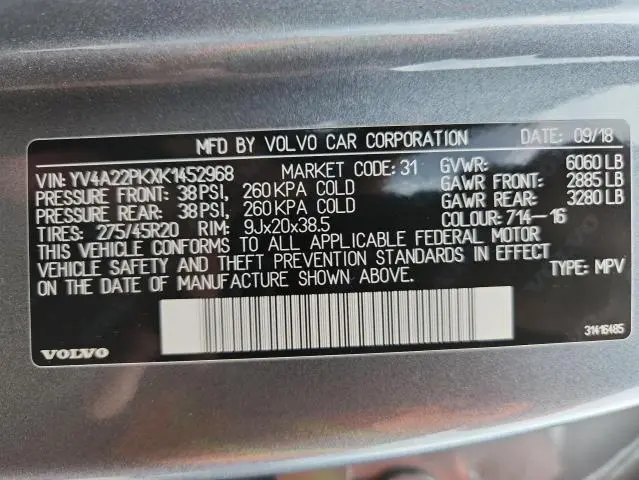 MFD BY VOLVO CAR CORPORATION DATE: 09/18
VIN: YV4A22PKXK1452968 MARKET CODE: 31 GVWR: 6060 LB
PRESSURE FRONT: 38 PSI, 260 KPA COLD GAWR FRONT: 2885 LB
PRESSURE REAR: 38 PSI, 260 KPA COLD GAWR REAR: 3280 LB
TIRES: 275/45R20 RIM: 9Jx20x38.5 COLOUR: 714-16
THIS VEHICLE CONFORMS TO ALL APPLICABLE FEDERAL MOTOR
VEHICLE SAFETY AND THEFT PREVENTION STANDARDS IN EFFECT
ON THE DATE OF MANUFACTURE SHOWN ABOVE. TYPE: MPV
31416485
VOLVO